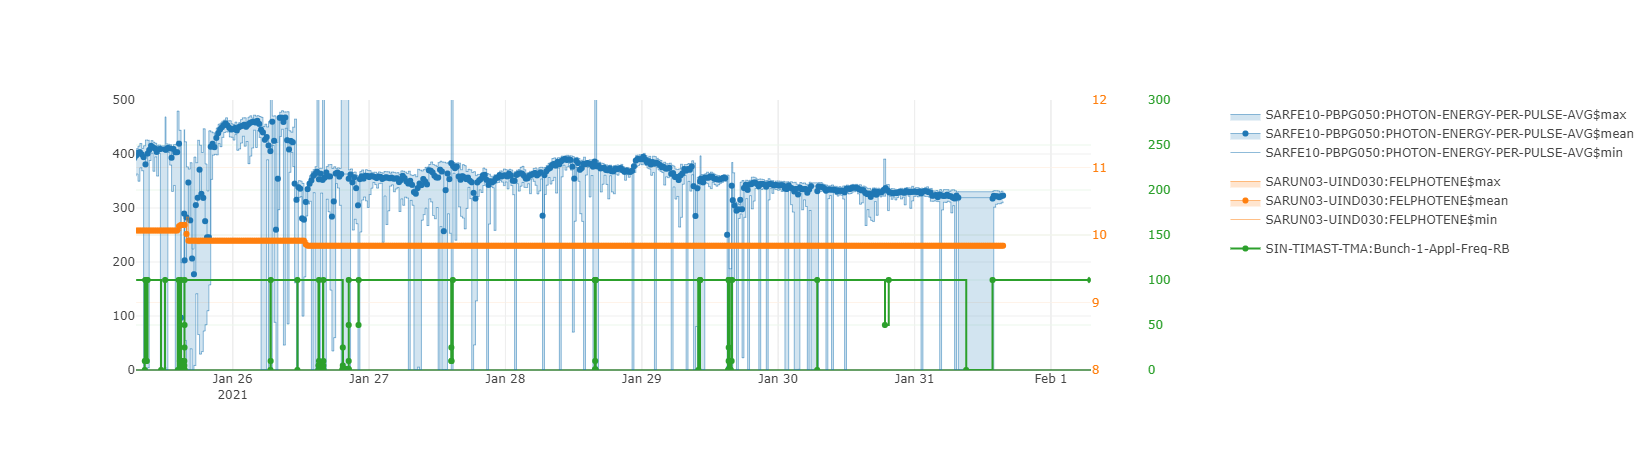 500
400
300
200
100
0
12
11
10
9
8
300
250
200
150
100
50
0
Jan 26
2021
Jan 27
Jan 28
Jan 29
Jan 30
Jan 31
Feb 1
SARFE10-PBPG050:PHOTON-ENERGY-PER-PULSE-AVG$max
SARFE10-PBPG050:PHOTON-ENERGY-PER-PULSE-AVG$mean
SARFE10-PBPG050:PHOTON-ENERGY-PER-PULSE-AVG$min
SARUN03-UIND030:FELPHOTENE$max
SARUN03-UIND030:FELPHOTENE$mean
SARUN03-UIND030:FELPHOTENE$min
SIN-TIMAST-TMA:Bunch-1-Appl-Freq-RB